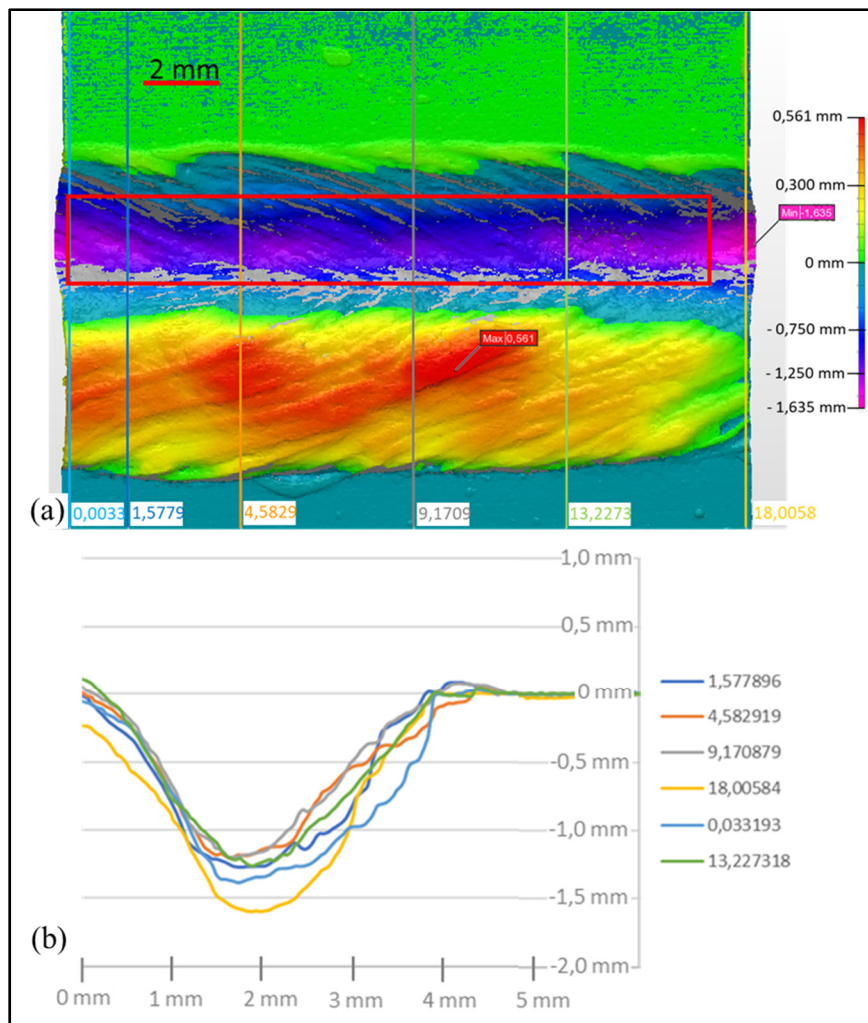 2 mm
0,561 mm
0,300 mm
Min -1,635
0 mm
Max 0,561
- 0,750 mm
- 1,250 mm
- 1,635 mm
(a)
0,0033 1,5779 4,5829 9,1709 13,2273 18,0058
1,0 mm
0,5 mm
0 mm
-0,5 mm
-1,0 mm
-1,5 mm
-2,0 mm
1,577896
4,582919
9,170879
18,00584
0,033193
13,227318
(b)
0 mm 1 mm 2 mm 3 mm 4 mm 5 mm